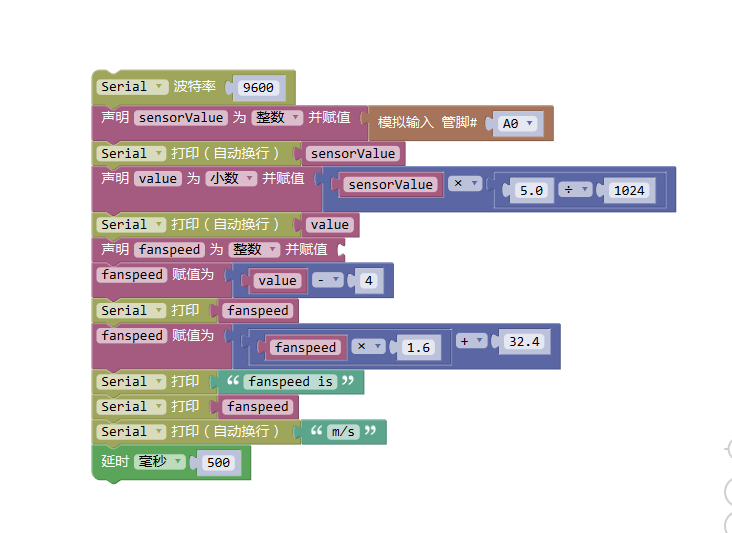 Serial 波特率 9600
声明 sensorValue 为 整数 并赋值 模拟输入 管脚# A0
Serial 打印（自动换行） sensorValue
声明 value 为 小数 并赋值 sensorValue × 5.0 ÷ 1024
Serial 打印（自动换行） value
声明 fanspeed 为 整数 并赋值
fanspeed 赋值为 value - 4
Serial 打印 fanspeed
fanspeed 赋值为 fanspeed × 1.6 + 32.4
Serial 打印 “ fanspeed is ”
Serial 打印 fanspeed
Serial 打印（自动换行） “ m/s ”
延时 毫秒 500